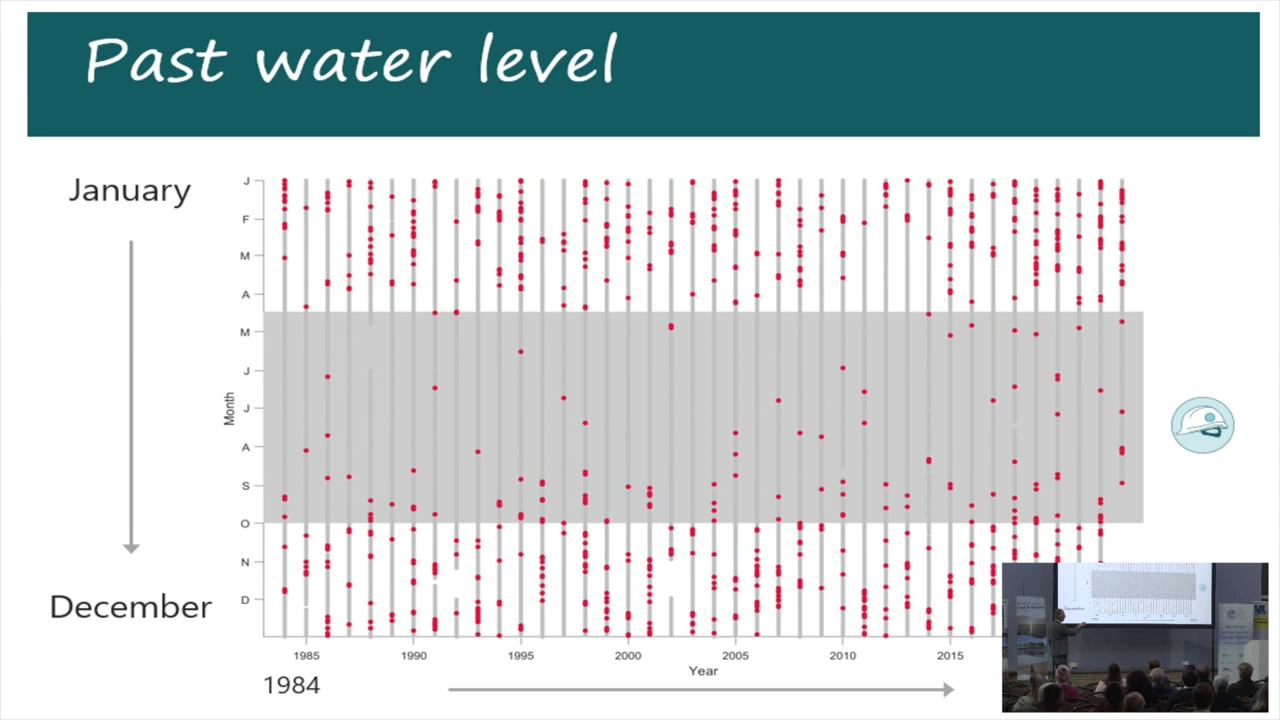 Past water level
January
December
Month
J
F
M
A
M
J
J
A
S
O
N
D
1985
1990
1995
2000
2005
2010
2015
Year
1984